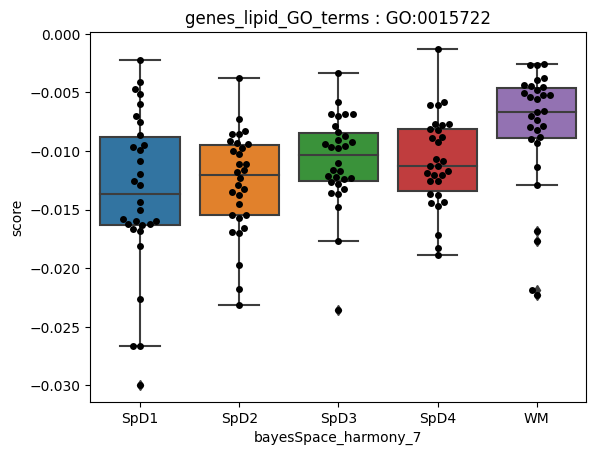 genes_lipid_GO_terms : GO:0015722
0.000
−0.005
−0.010
−0.015
−0.020
−0.025
−0.030
score
SpD1 SpD2 SpD3 SpD4 WM
bayesSpace_harmony_7